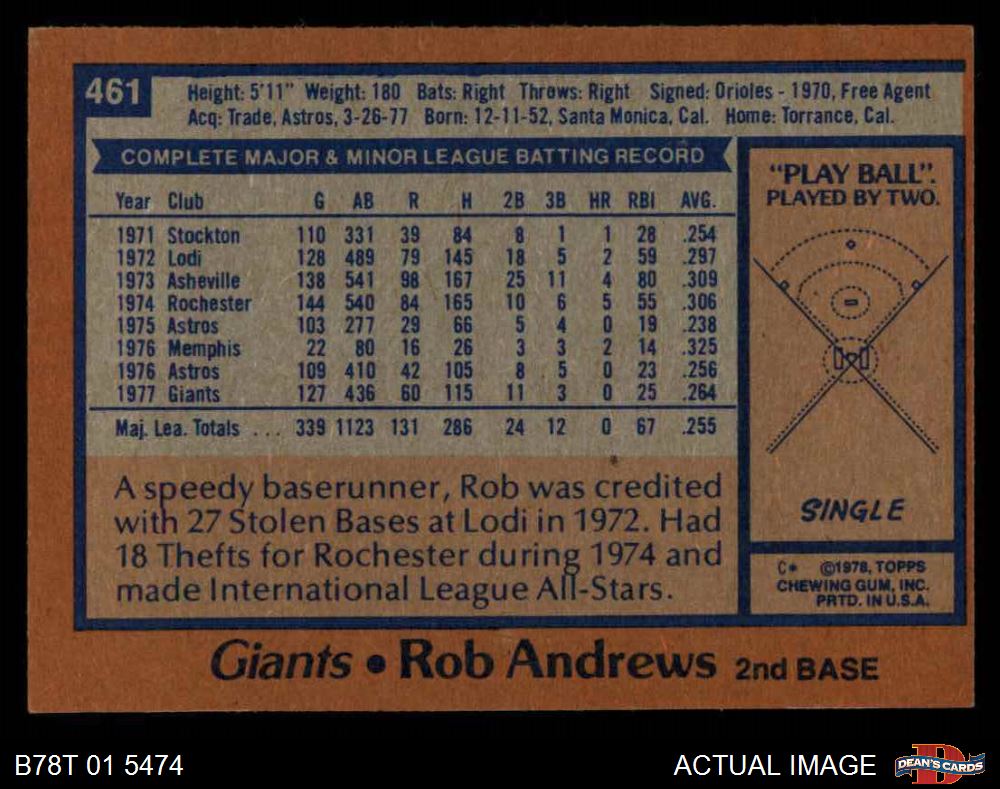 461
Height: 5'11" Weight: 180 Bats: Right Throws: Right Signed: Orioles - 1970, Free Agent
Acq: Trade, Astros, 3-26-77 Born: 12-11-52, Santa Monica, Cal. Home: Torrance, Cal.
COMPLETE MAJOR & MINOR LEAGUE BATTING RECORD
Year Club G AB R H 2B 3B HR RBI AVG.
1971 Stockton 110 331 39 84 8 1 1 28 .254
1972 Lodi 128 489 79 145 18 5 2 59 .297
1973 Asheville 138 541 98 167 25 11 4 80 .309
1974 Rochester 144 540 84 165 10 6 5 55 .306
1975 Astros 103 277 29 66 5 4 0 19 .238
1976 Memphis 22 80 16 26 3 3 2 14 .325
1976 Astros 109 410 42 105 8 5 0 23 .256
1977 Giants 127 436 60 115 11 3 0 25 .264
Maj. Lea. Totals ... 339 1123 131 286 24 12 0 67 .255
A speedy baserunner, Rob was credited
with 27 Stolen Bases at Lodi in 1972. Had
18 Thefts for Rochester during 1974 and
made International League All-Stars.
"PLAY BALL".
PLAYED BY TWO.
SINGLE
C* ©1978, TOPPS
CHEWING GUM, INC.
PRTD. IN U.S.A.
Giants • Rob Andrews 2nd BASE
B78T 01 5474
ACTUAL IMAGE
DEAN'S CARDS